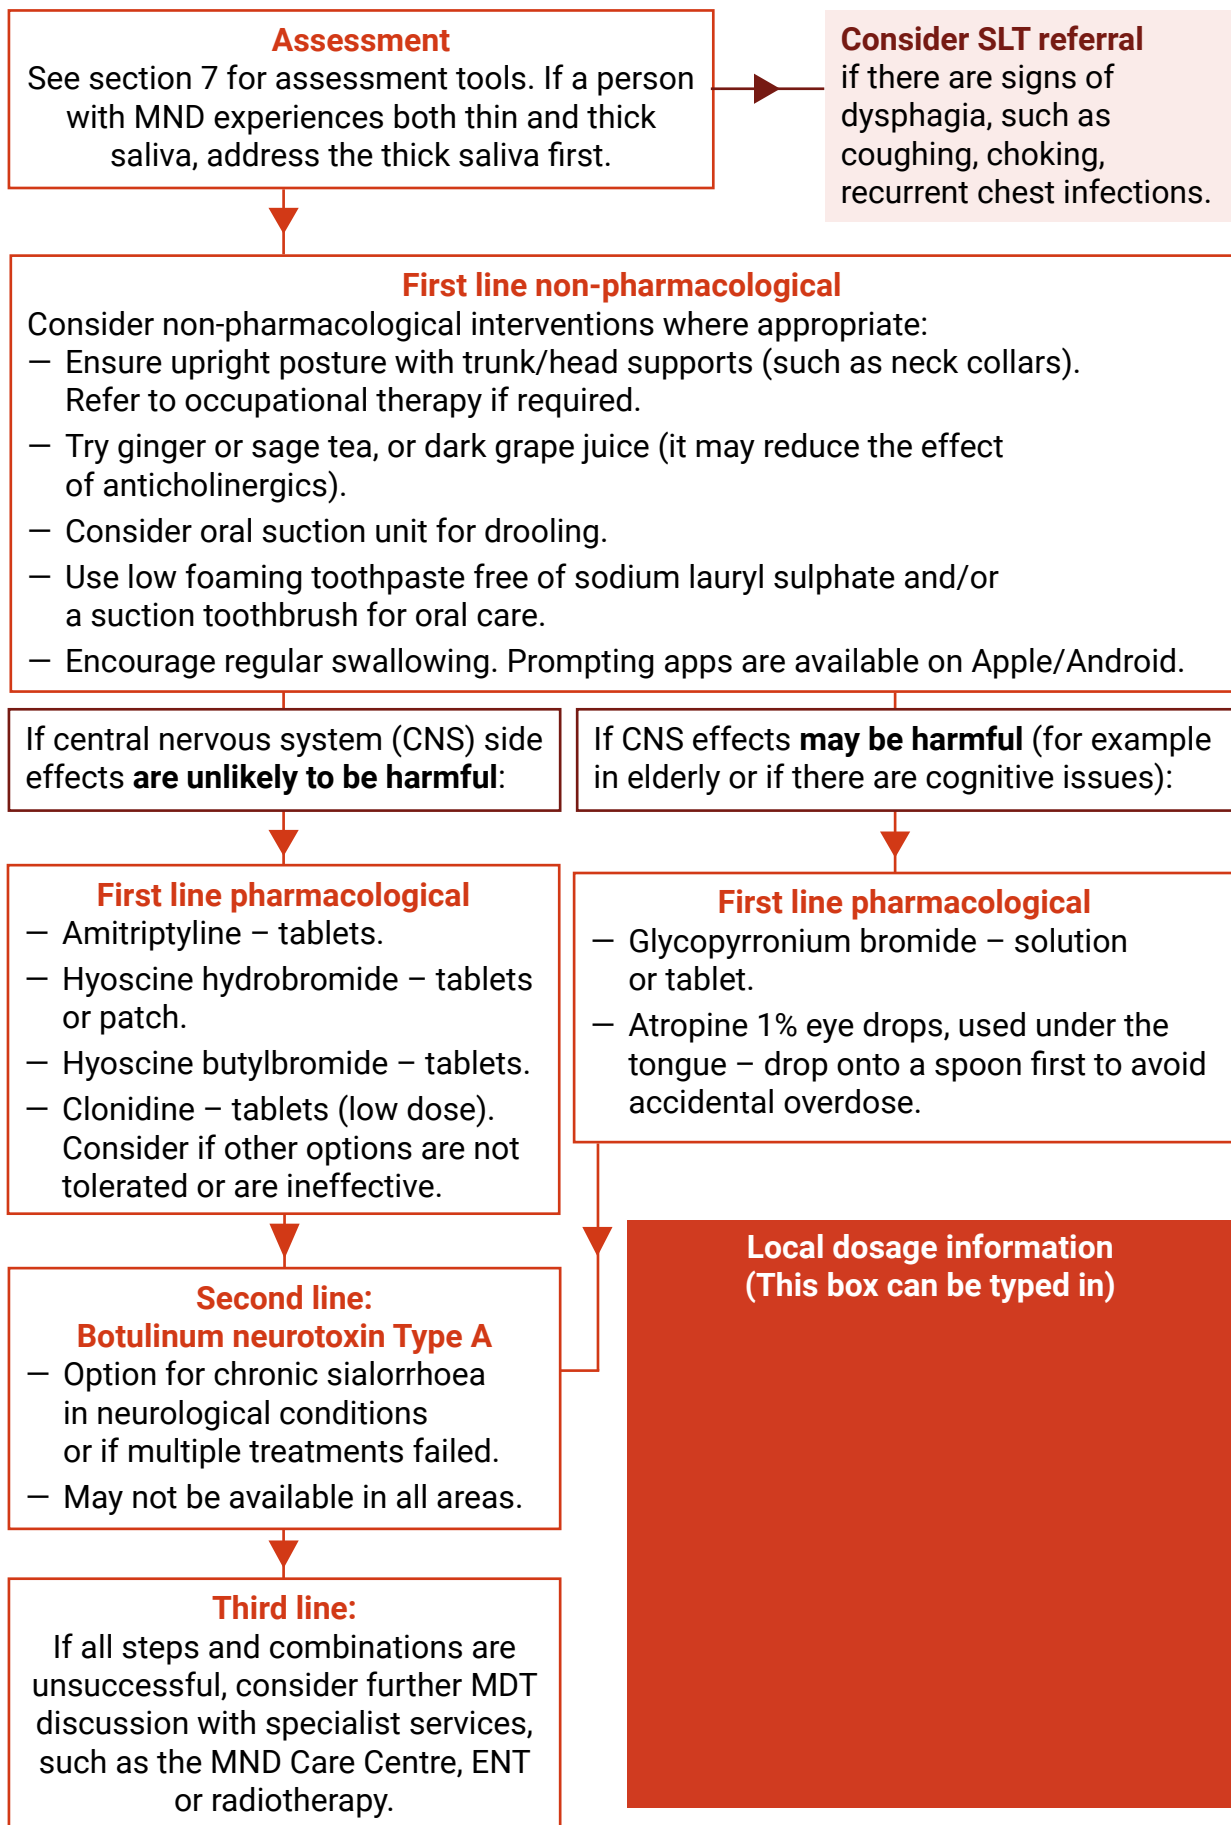 Assessment
See section 7 for assessment tools. If a person
with MND experiences both thin and thick
saliva, address the thick saliva first.
Consider SLT referral
if there are signs of
dysphagia, such as
coughing, choking,
recurrent chest infections.
First line non-pharmacological
Consider non-pharmacological interventions where appropriate:
— Ensure upright posture with trunk/head supports (such as neck collars).
Refer to occupational therapy if required.
— Try ginger or sage tea, or dark grape juice (it may reduce the effect
of anticholinergics).
— Consider oral suction unit for drooling.
— Use low foaming toothpaste free of sodium lauryl sulphate and/or
a suction toothbrush for oral care.
— Encourage regular swallowing. Prompting apps are available on Apple/Android.
If central nervous system (CNS) side
effects are unlikely to be harmful:
If CNS effects may be harmful (for example
in elderly or if there are cognitive issues):
First line pharmacological
— Amitriptyline – tablets.
— Hyoscine hydrobromide – tablets
or patch.
— Hyoscine butylbromide – tablets.
— Clonidine – tablets (low dose).
Consider if other options are not
tolerated or are ineffective.
First line pharmacological
— Glycopyrronium bromide – solution
or tablet.
— Atropine 1% eye drops, used under the
tongue – drop onto a spoon first to avoid
accidental overdose.
Second line:
Botulinum neurotoxin Type A
— Option for chronic sialorrhoea
in neurological conditions
or if multiple treatments failed.
— May not be available in all areas.
Local dosage information
(This box can be typed in)
Third line:
If all steps and combinations are
unsuccessful, consider further MDT
discussion with specialist services,
such as the MND Care Centre, ENT
or radiotherapy.